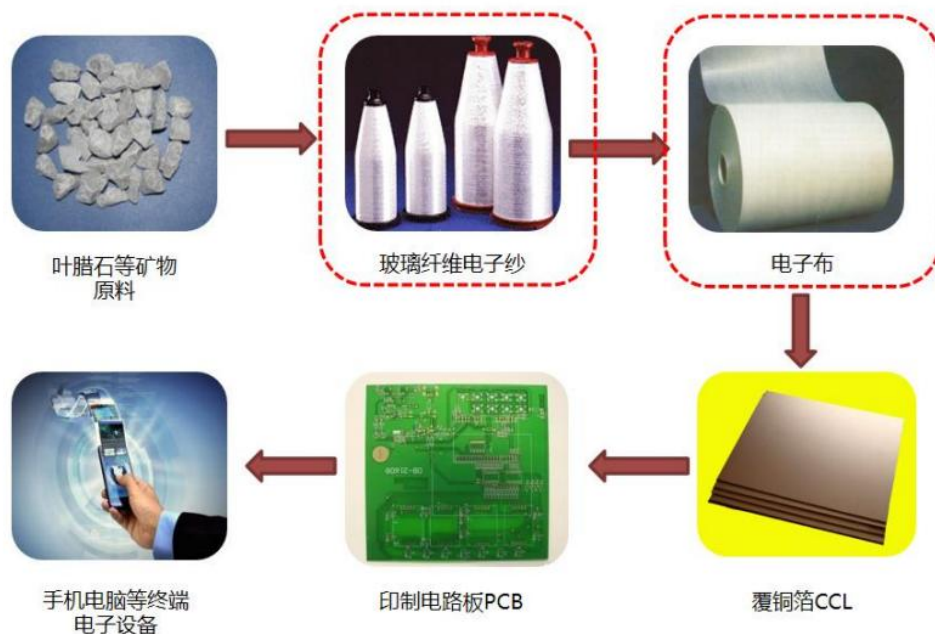 叶腊石等矿物
原料
玻璃纤维电子纱
电子布
手机电脑等终端
电子设备
印制电路板PCB
覆铜箔CCL